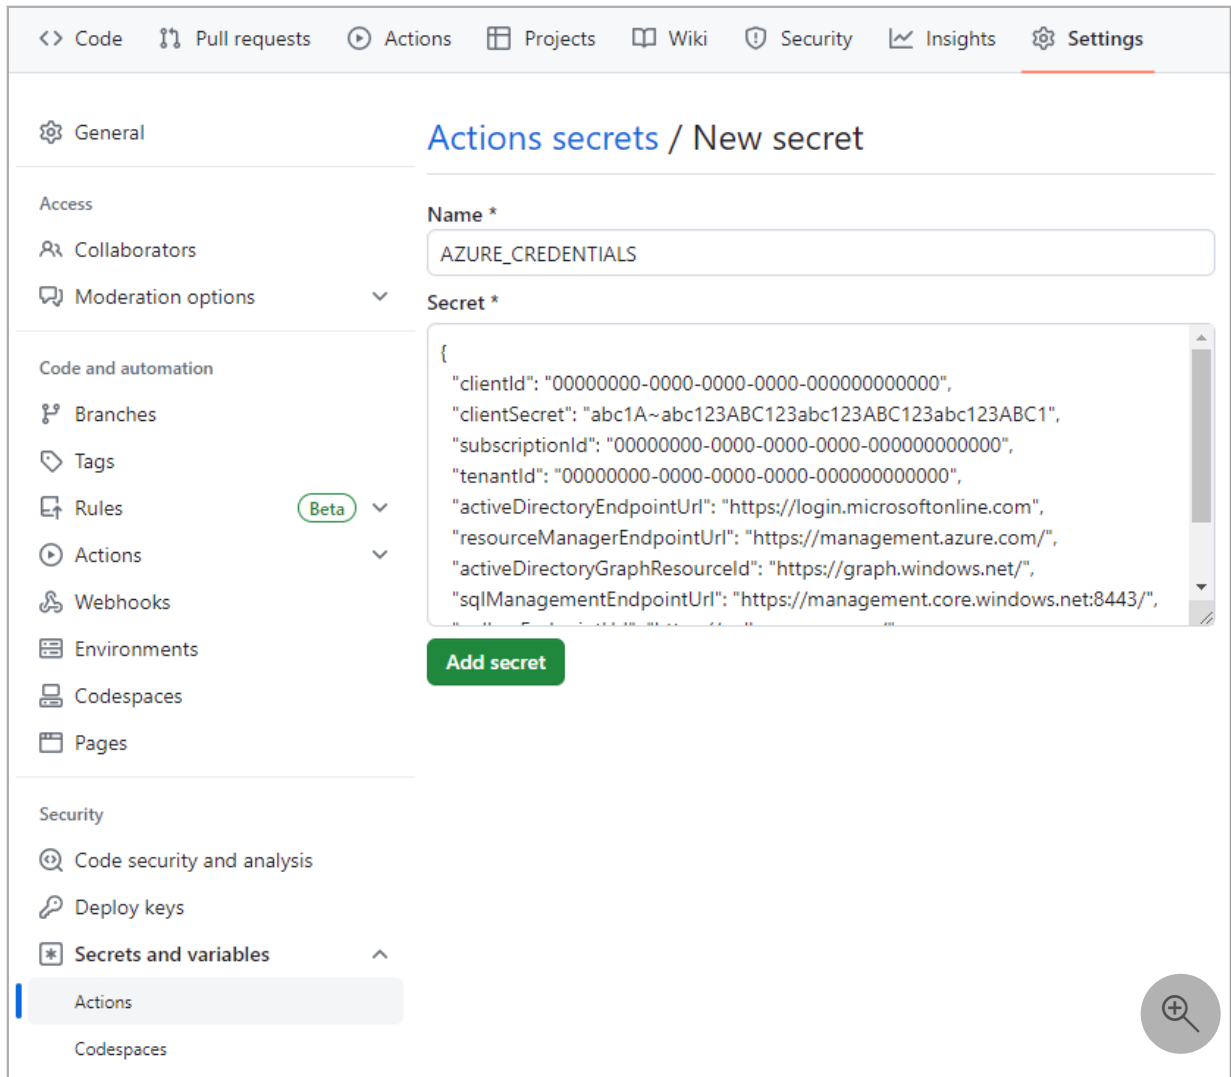 Code Pull requests Actions Projects Wiki Security Insights Settings
General
Access
Collaborators
Moderation options
Code and automation
Branches
Tags
Rules Beta
Actions
Webhooks
Environments
Codespaces
Pages
Security
Code security and analysis
Deploy keys
Secrets and variables
Actions
Codespaces
Actions secrets / New secret
Name *
AZURE_CREDENTIALS
Secret *
{
"clientId": "00000000-0000-0000-0000-000000000000",
"clientSecret": "abc1A~abc123ABC123abc123ABC123abc123ABC1",
"subscriptionId": "00000000-0000-0000-0000-000000000000",
"tenantId": "00000000-0000-0000-0000-000000000000",
"activeDirectoryEndpointUrl": "https://login.microsoftonline.com",
"resourceManagerEndpointUrl": "https://management.azure.com/",
"activeDirectoryGraphResourceId": "https://graph.windows.net/",
"sqlManagementEndpointUrl": "https://management.core.windows.net:8443/",
Add secret